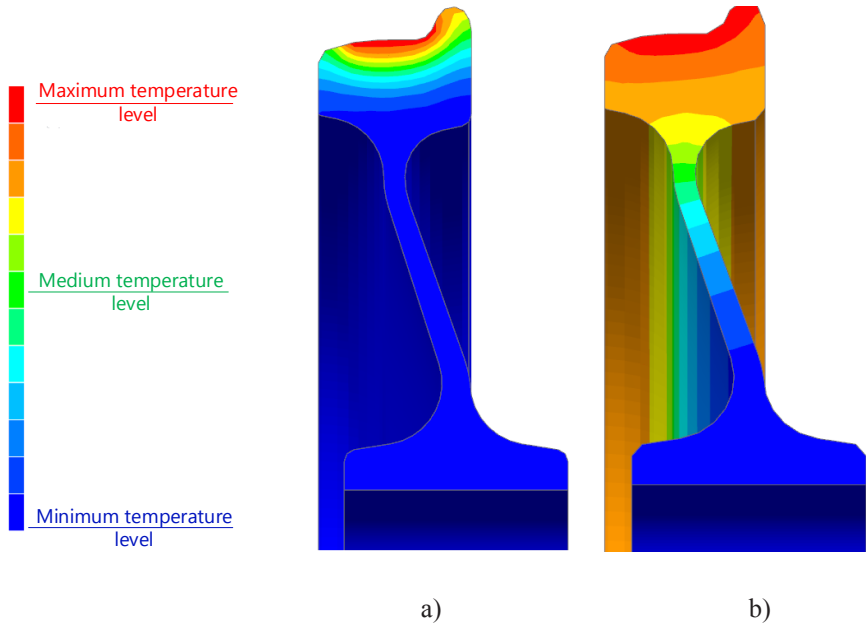 Maximum temperature
level
Medium temperature
level
Minimum temperature
level
a)
b)